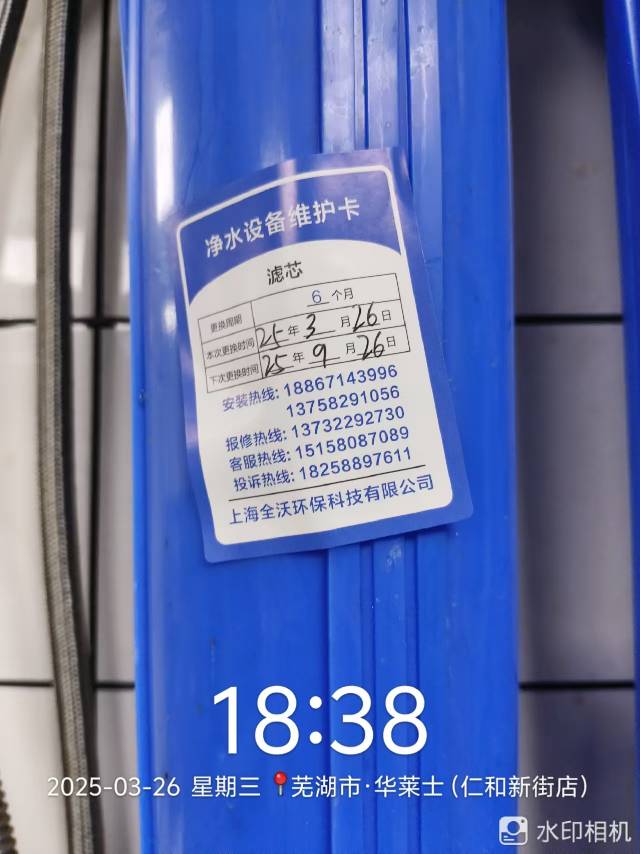 净水设备维护卡
滤芯
更换周期 6 个月
本次更换时间 25 年 3 月 26 日
下次更换时间 25 年 9 月 26 日
安装热线: 18867143996
13758291056
报修热线: 13732292730
客服热线: 15158087089
投诉热线: 18258897611
上海全沃环保科技有限公司
18:38
2025-03-26 星期三 芜湖市·华莱士(仁和新街店)
水印相机